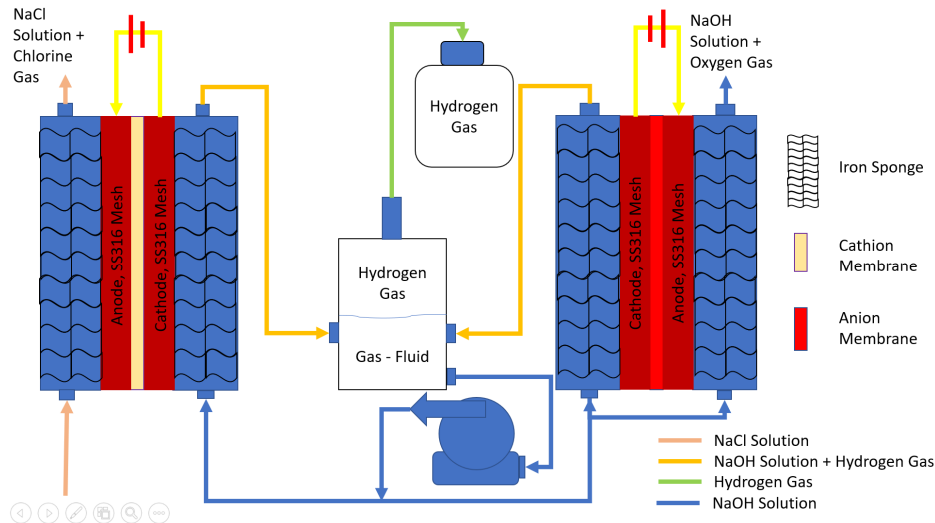 NaCl
Solution +
Chlorine
Gas
NaOH
Solution +
Oxygen Gas
Hydrogen
Gas
Anode, SS316 Mesh
Cathode, SS316 Mesh
Hydrogen
Gas
Gas - Fluid
Cathode, SS316 Mesh
Anode, SS316 Mesh
Iron Sponge
Cathion
Membrane
Anion
Membrane
NaCl Solution
NaOH Solution + Hydrogen Gas
Hydrogen Gas
NaOH Solution